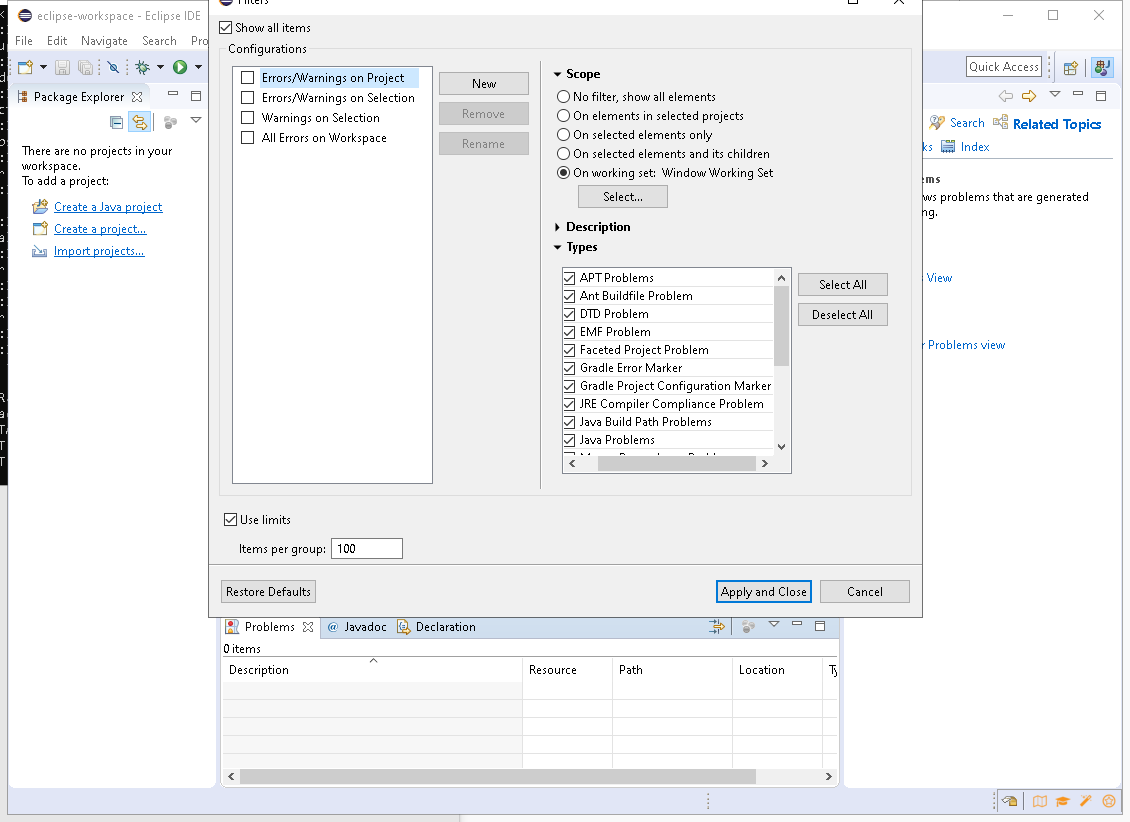 eclipse-workspace - Eclipse IDE
File Edit Navigate Search Pro
Filters
Show all items
Configurations
Errors/Warnings on Project
Errors/Warnings on Selection
Warnings on Selection
All Errors on Workspace
New
Remove
Rename
Scope
No filter, show all elements
On elements in selected projects
On selected elements only
On selected elements and its children
On working set: Window Working Set
Select...
Description
Types
APT Problems
Ant Buildfile Problem
DTD Problem
EMF Problem
Faceted Project Problem
Gradle Error Marker
Gradle Project Configuration Marker
JRE Compiler Compliance Problem
Java Build Path Problems
Java Problems
Select All
Deselect All
Use limits
Items per group: 100
Restore Defaults
Apply and Close
Cancel
Package Explorer
There are no projects in your
workspace.
To add a project:
Create a Java project
Create a project...
Import projects...
Quick Access
Search Related Topics
ks Index
ms
ws problems that are generated
ng.
View
r Problems view
Problems @ Javadoc Declaration
0 items
Description Resource Path Location Ty